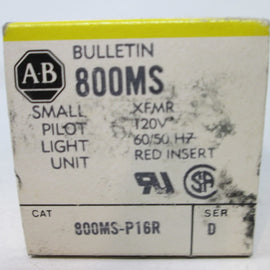 A-B
BULLETIN
800MS
SMALL XFMR
PILOT 120V
LIGHT 60/50 HZ
UNIT RED INSERT
CAT SER
800MS-P16R D